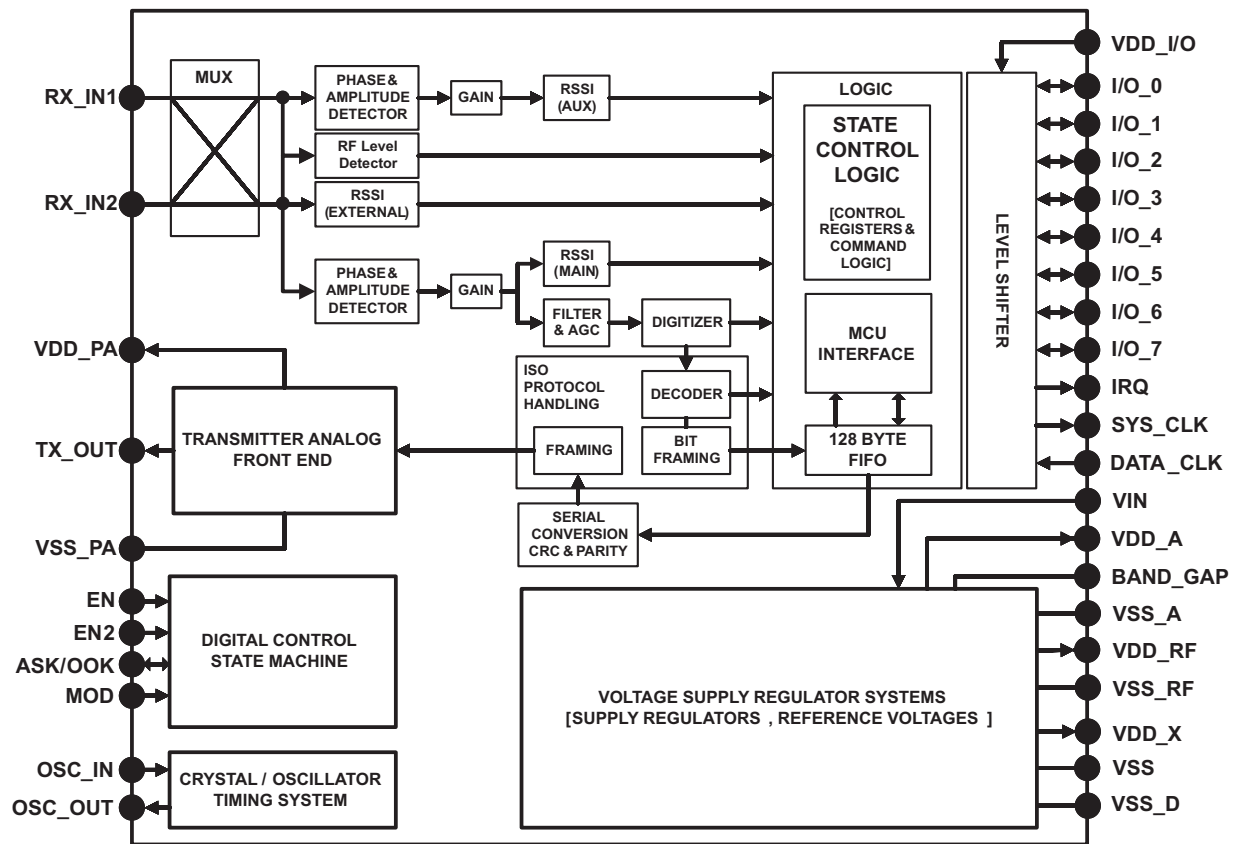 VDD_I/O
MUX
PHASE &
AMPLITUDE
DETECTOR
GAIN
RSSI
(AUX)
LOGIC
RX_IN1
I/O_0
STATE
CONTROL
LOGIC
I/O_1
RF Level
Detector
I/O_2
RX_IN2
RSSI
(EXTERNAL)
I/O_3
[CONTROL
REGISTERS &
COMMAND
LOGIC]
LEVEL SHIFTER
I/O_4
PHASE &
AMPLITUDE
DETECTOR
GAIN
RSSI
(MAIN)
I/O_5
FILTER
& AGC
DIGITIZER
I/O_6
MCU
INTERFACE
VDD_PA
I/O_7
ISO
PROTOCOL
HANDLING
DECODER
IRQ
SYS_CLK
TRANSMITTER ANALOG
FRONT END
TX_OUT
FRAMING
BIT
FRAMING
128 BYTE
FIFO
DATA_CLK
VIN
SERIAL
CONVERSION
CRC & PARITY
VSS_PA
VDD_A
BAND_GAP
EN
VSS_A
EN2
DIGITAL CONTROL
STATE MACHINE
VDD_RF
ASK/OOK
MOD
VSS_RF
VOLTAGE SUPPLY REGULATOR SYSTEMS
[SUPPLY REGULATORS , REFERENCE VOLTAGES ]
VDD_X
OSC_IN
CRYSTAL / OSCILLATOR
TIMING SYSTEM
VSS
OSC_OUT
VSS_D